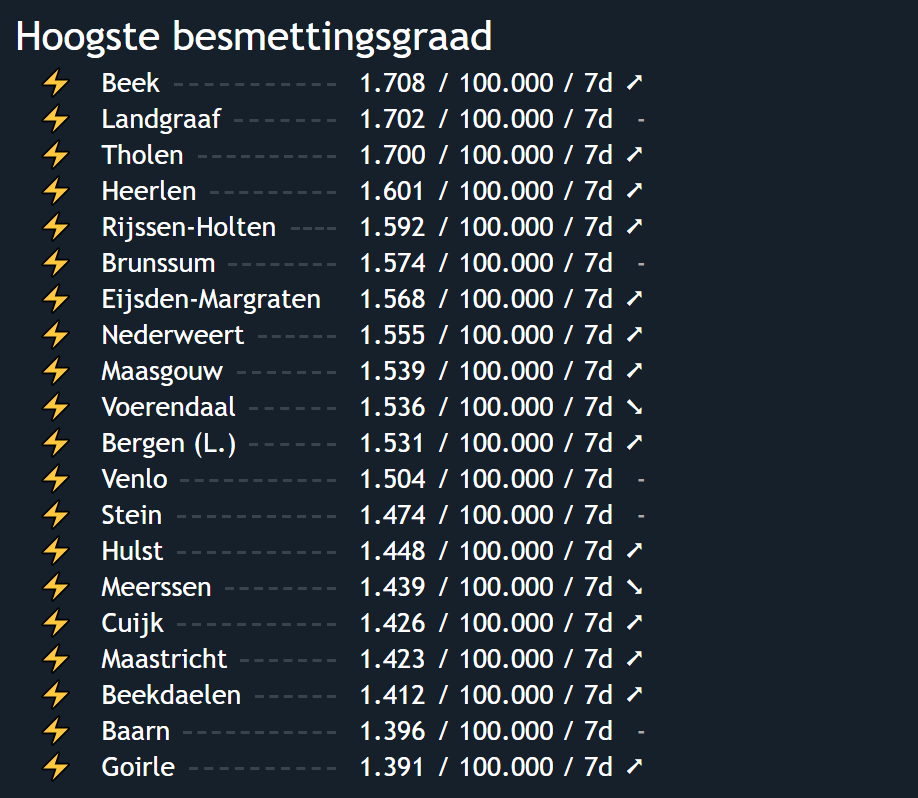 Hoogste besmettingsgraad
⚡ Beek ------------ 1.708 / 100.000 / 7d ↗
⚡ Landgraaf ------- 1.702 / 100.000 / 7d -
⚡ Tholen ---------- 1.700 / 100.000 / 7d ↗
⚡ Heerlen --------- 1.601 / 100.000 / 7d ↗
⚡ Rijssen-Holten ---- 1.592 / 100.000 / 7d ↗
⚡ Brunssum -------- 1.574 / 100.000 / 7d -
⚡ Eijsden-Margraten 1.568 / 100.000 / 7d ↗
⚡ Nederweert ------ 1.555 / 100.000 / 7d ↗
⚡ Maasgouw ------- 1.539 / 100.000 / 7d ↗
⚡ Voerendaal ------ 1.536 / 100.000 / 7d ↘
⚡ Bergen (L.) ------ 1.531 / 100.000 / 7d ↗
⚡ Venlo ----------- 1.504 / 100.000 / 7d -
⚡ Stein ----------- 1.474 / 100.000 / 7d -
⚡ Hulst ----------- 1.448 / 100.000 / 7d ↗
⚡ Meerssen -------- 1.439 / 100.000 / 7d ↘
⚡ Cuijk ----------- 1.426 / 100.000 / 7d ↗
⚡ Maastricht ------- 1.423 / 100.000 / 7d ↗
⚡ Beekdaelen ------ 1.412 / 100.000 / 7d ↗
⚡ Baarn ----------- 1.396 / 100.000 / 7d -
⚡ Goirle ----------- 1.391 / 100.000 / 7d ↗